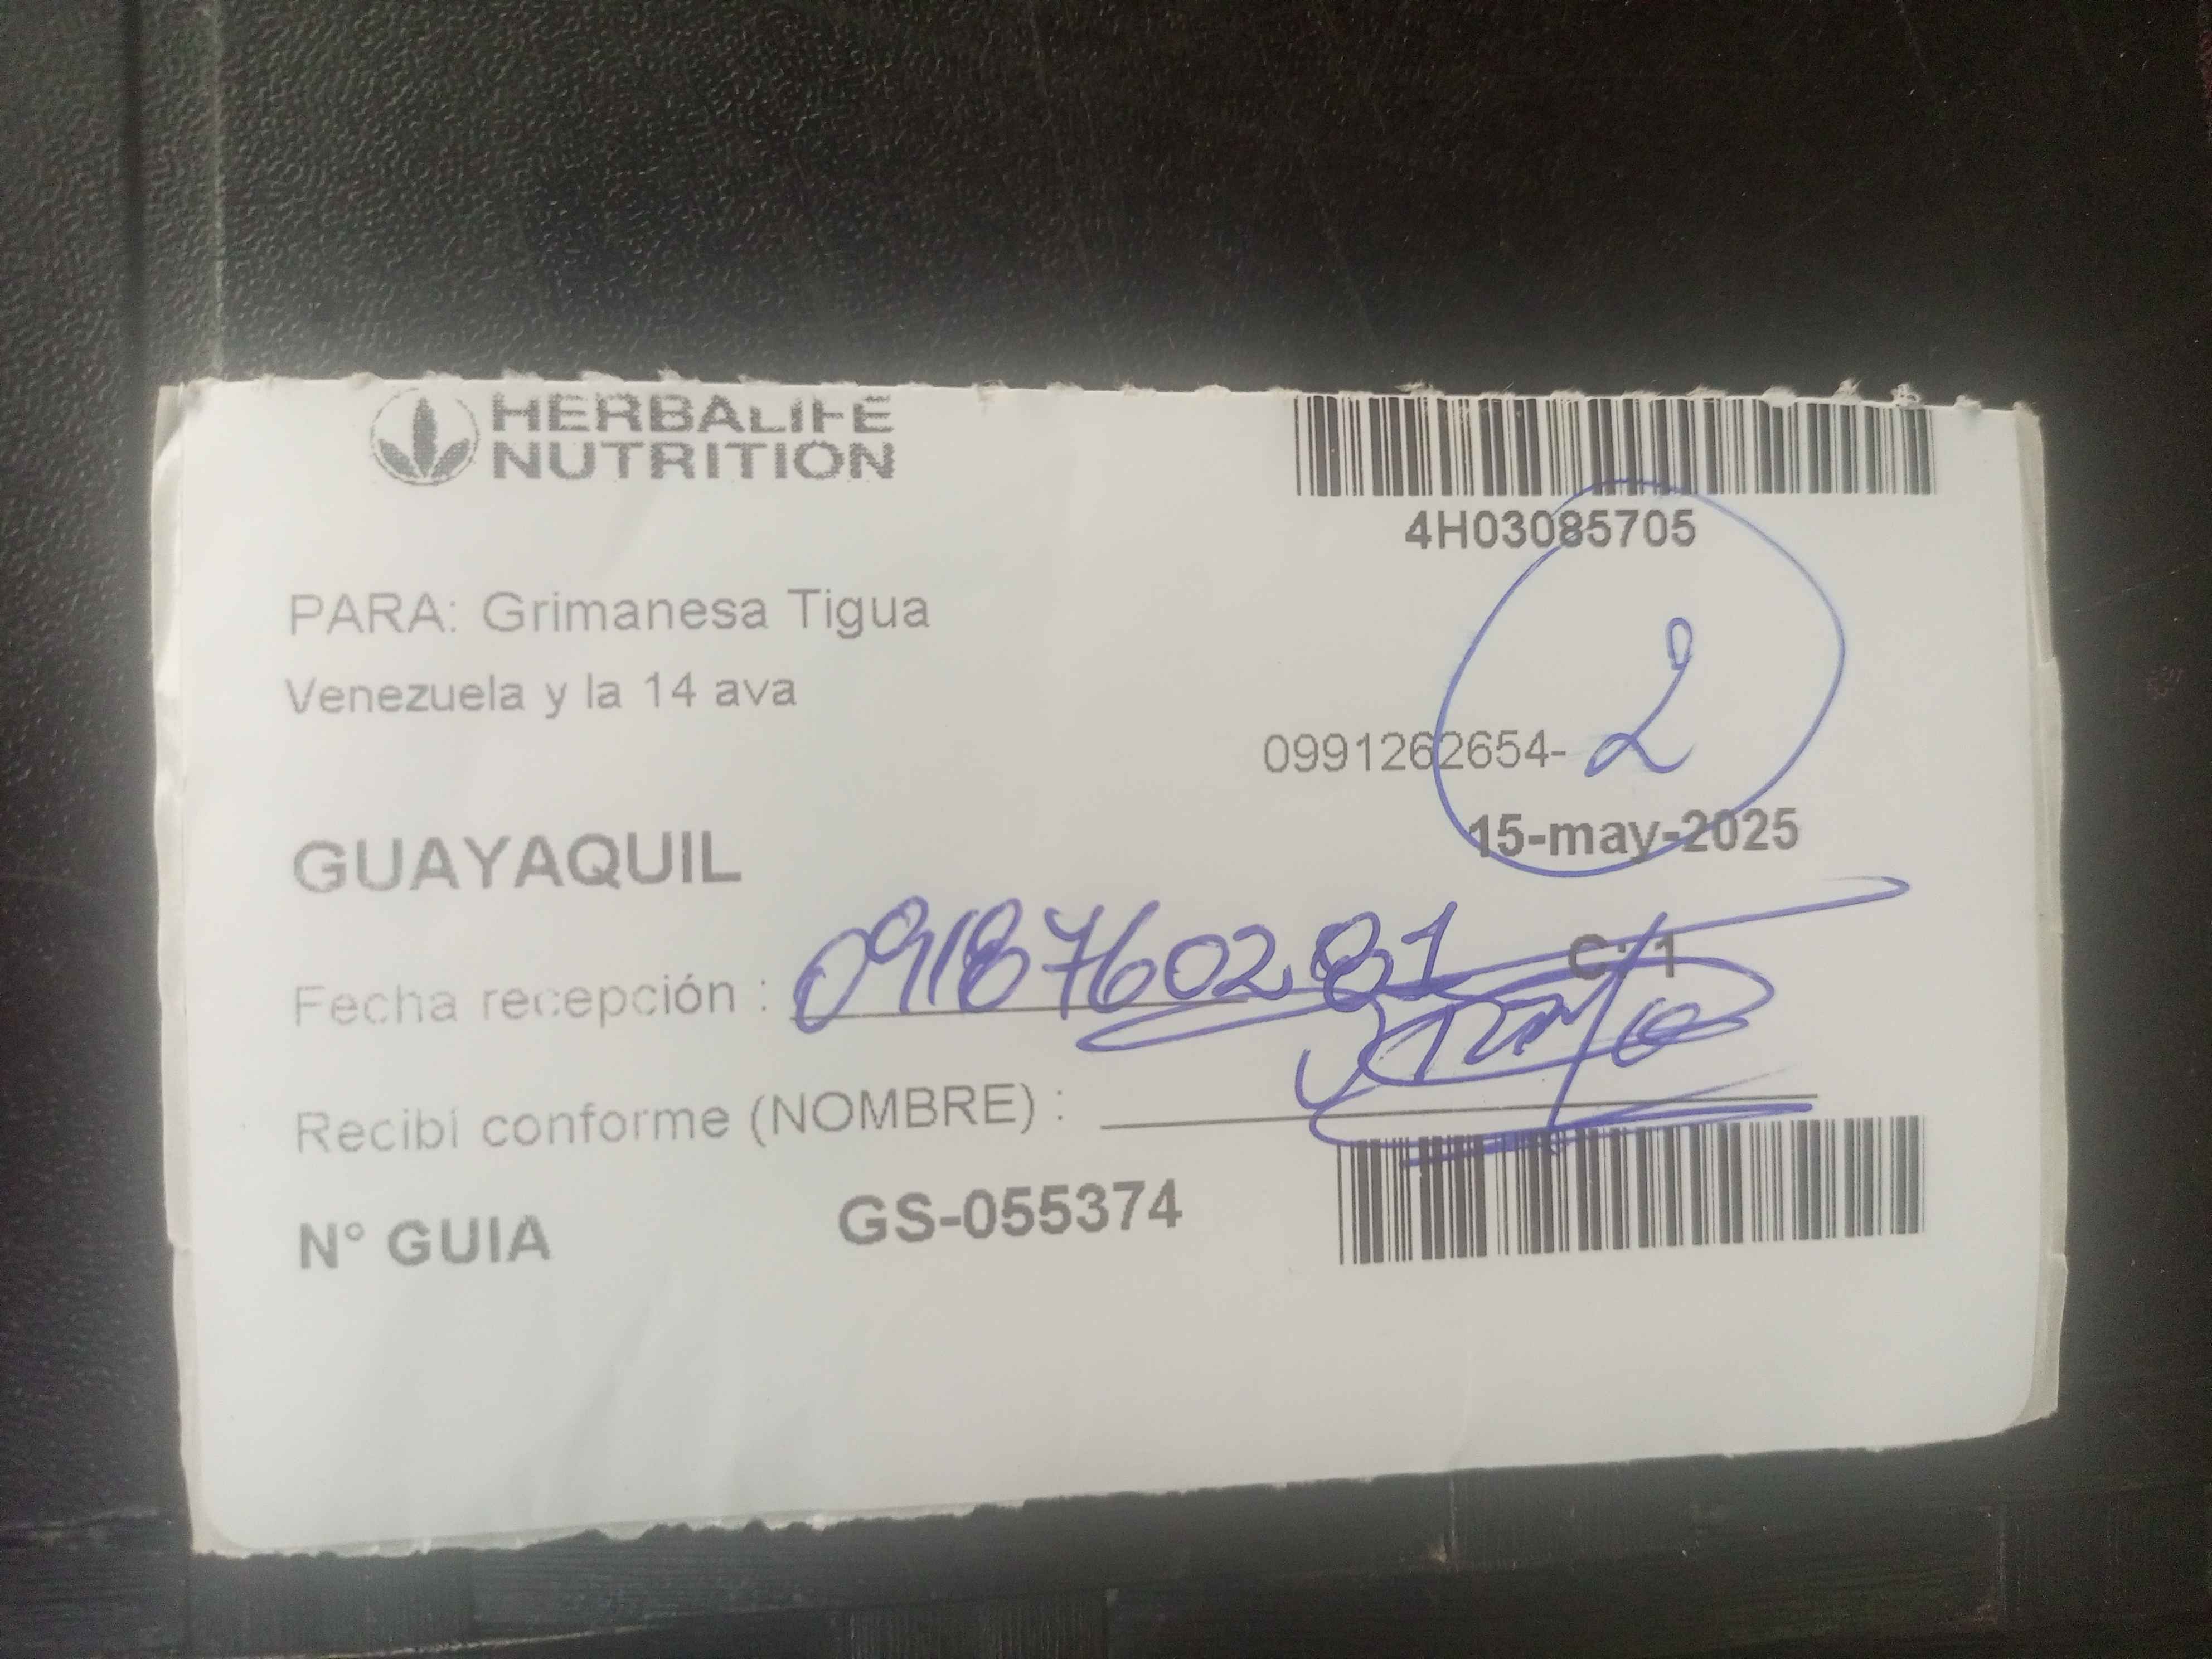 HERBALIFE
NUTRITION
4H03085705
PARA: Grimanesa Tigua
Venezuela y la 14 ava
0991262654-
2
GUAYAQUIL
15-may-2025
Fecha recepción : 0918760281
C: 1
Recibí conforme (NOMBRE) :
N° GUIA GS-055374